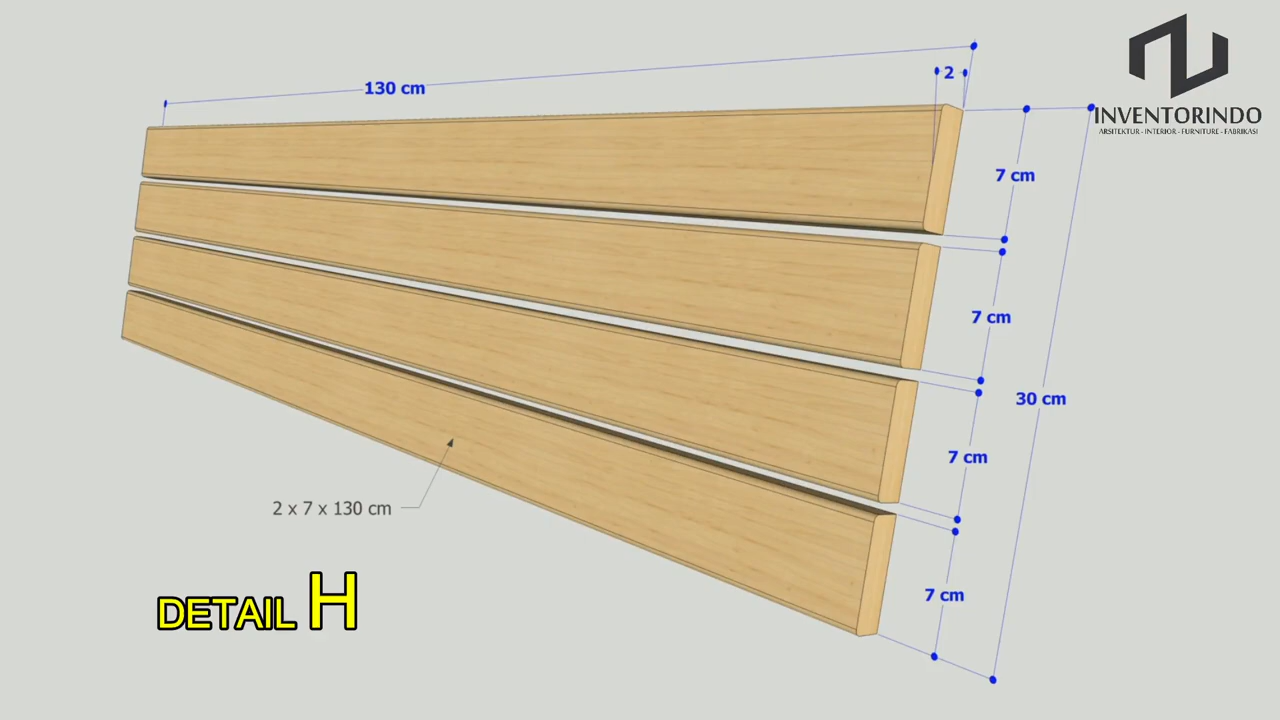 130 cm
2
INVENTORINDO
ARSITEKTUR - INTERIOR - FURNITURE - FABRIKASI
7 cm
7 cm
30 cm
7 cm
2 x 7 x 130 cm
7 cm
DETAIL H